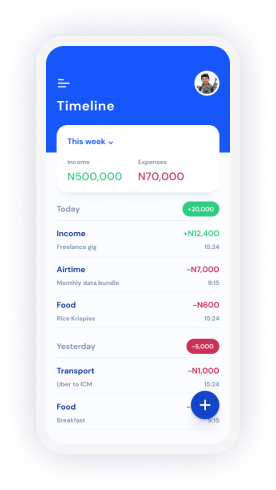 Timeline
This week
Income Expenses
N500,000 N70,000
Today +20,000
Income +N12,400
Freelance gig 15:24
Airtime -N7,000
Monthly data bundle 9:15
Food -N600
Rice Krispies 15:24
Yesterday -5,000
Transport -N1,000
Uber to ICM 15:24
Food
Breakfast 9:15